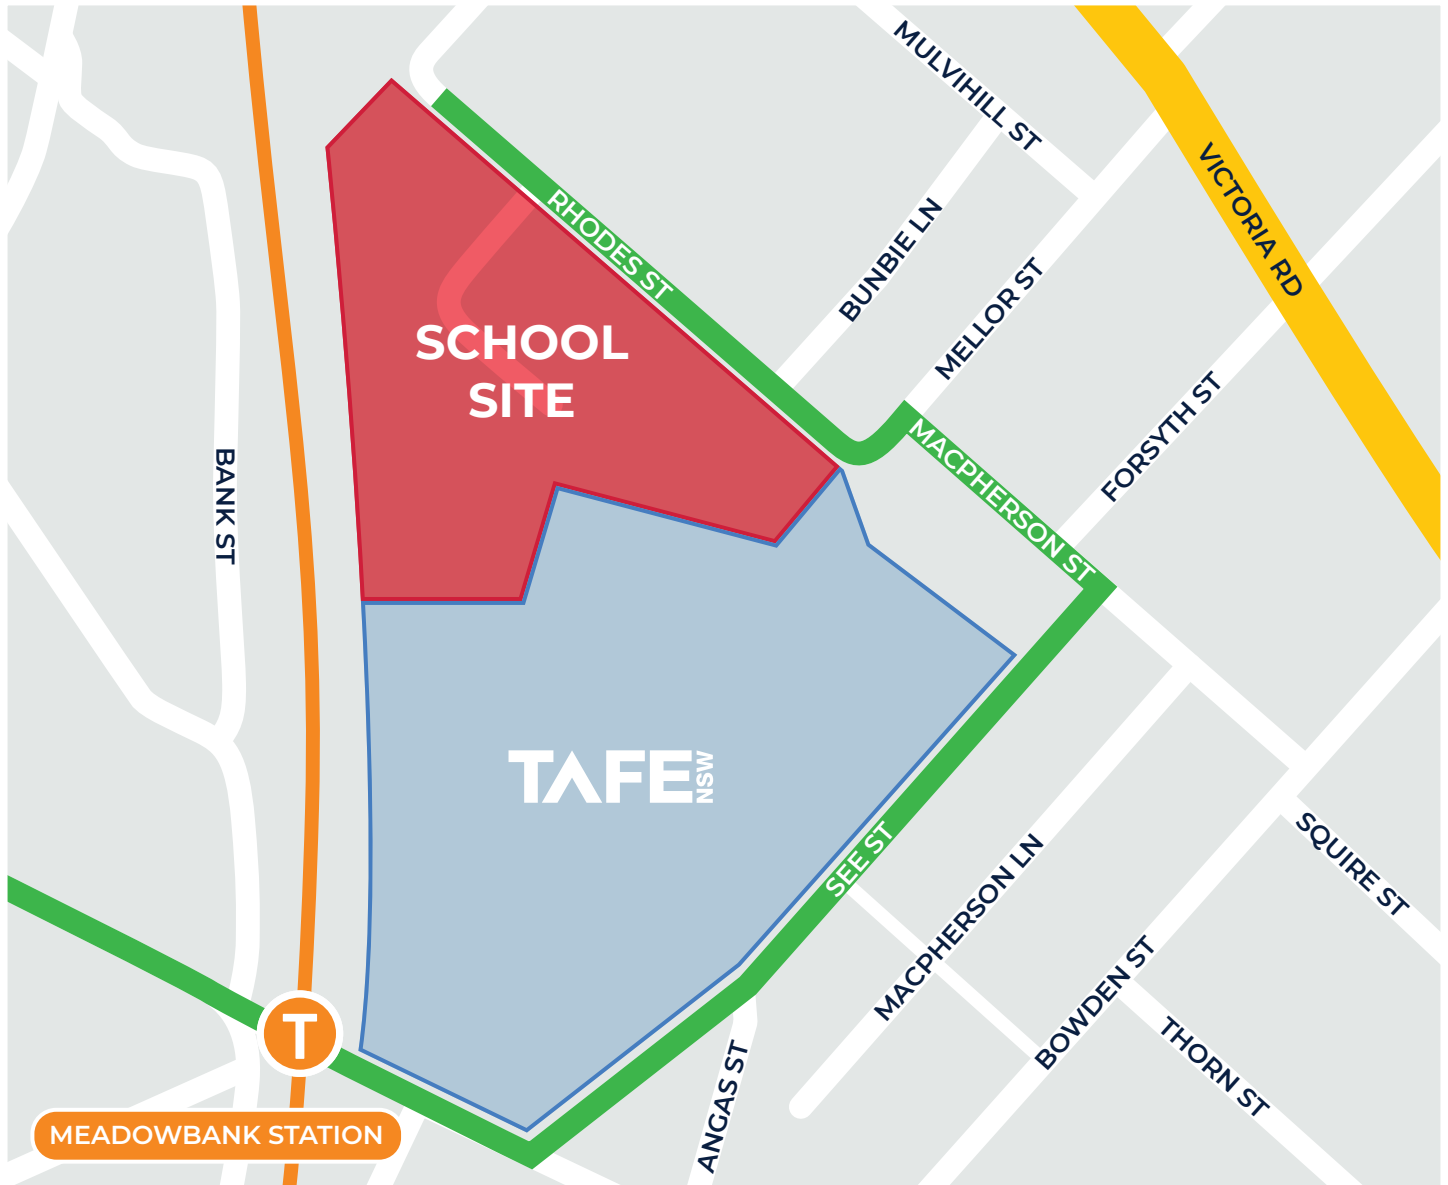 MULVIHILL ST
VICTORIA RD
RHODES ST
BUNBIE LN
MELLOR ST
SCHOOL
SITE
MACPHERSON ST
FORSYTH ST
BANK ST
TAFE NSW
SEE ST
MACPHERSON LN
SQUIRE ST
BOWDEN ST
THORN ST
ANGAS ST
T
MEADOWBANK STATION